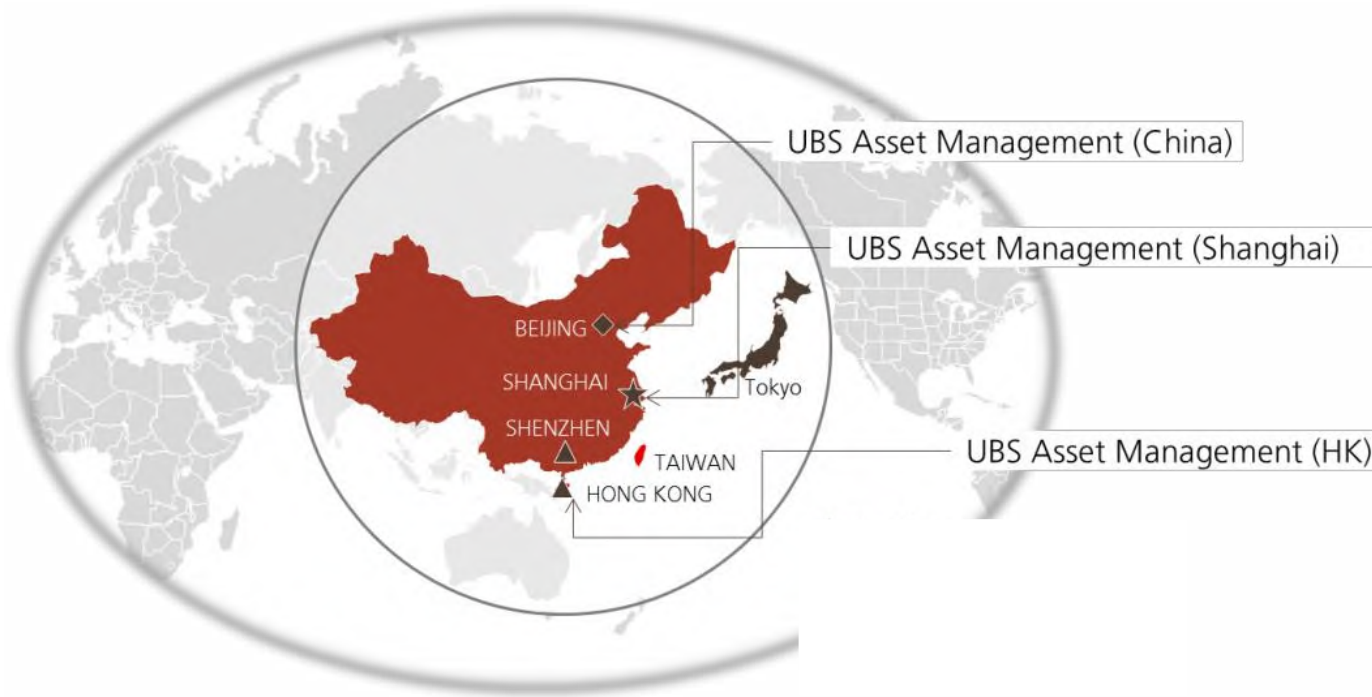 UBS Asset Management (China)
UBS Asset Management (Shanghai)
BEIJING
SHANGHAI
Tokyo
SHENZHEN
TAIWAN
UBS Asset Management (HK)
HONG KONG